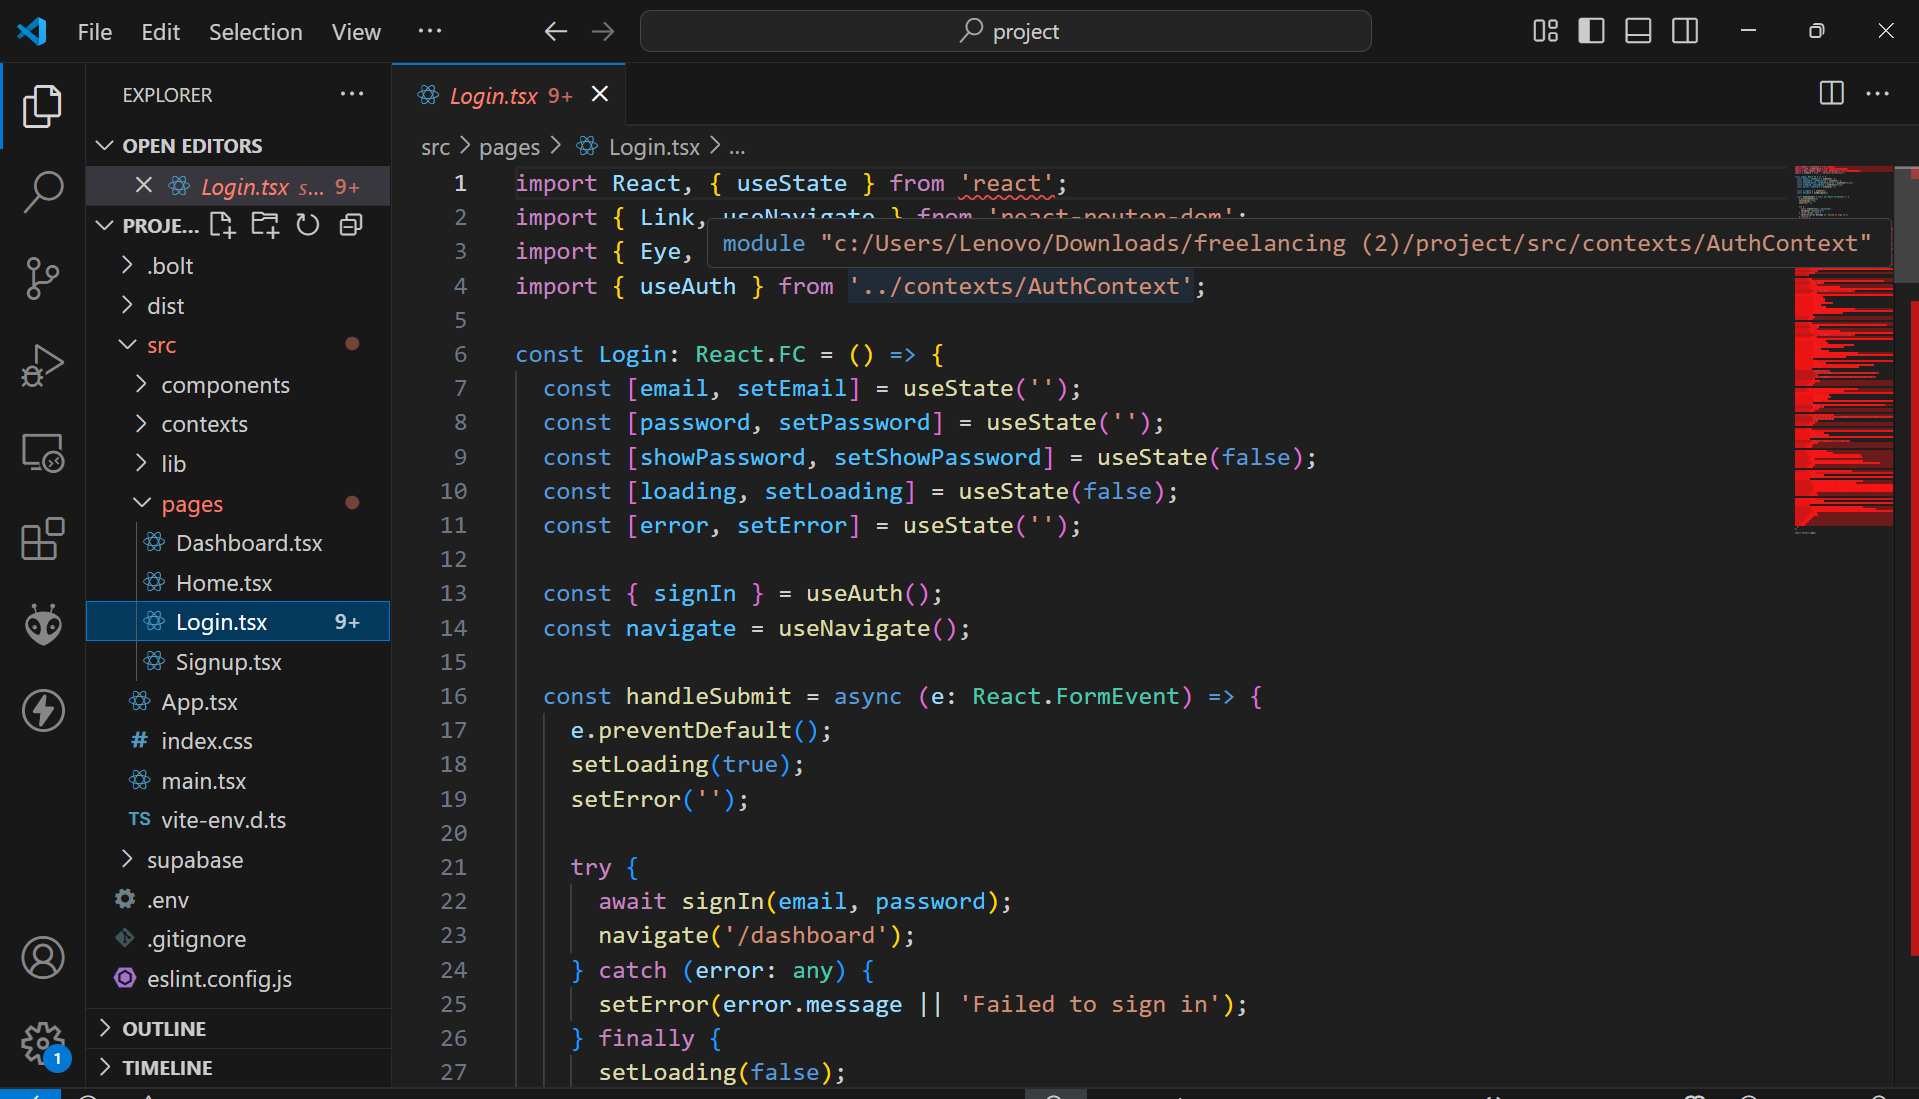 File Edit Selection View ···
project
EXPLORER ···
OPEN EDITORS
Login.tsx s... 9+
PROJE...
.bolt
dist
src
components
contexts
lib
pages
Dashboard.tsx
Home.tsx
Login.tsx 9+
Signup.tsx
App.tsx
# index.css
main.tsx
TS vite-env.d.ts
supabase
.env
.gitignore
eslint.config.js
OUTLINE
TIMELINE
1
Login.tsx 9+
src > pages > Login.tsx > ...
1 import React, { useState } from 'react';
2 import { Link, useNavigate } from 'react-router-dom';
3 import { Eye,
module "c:/Users/Lenovo/Downloads/freelancing (2)/project/src/contexts/AuthContext"
4 import { useAuth } from '../contexts/AuthContext';
5
6 const Login: React.FC = () => {
7 const [email, setEmail] = useState('');
8 const [password, setPassword] = useState('');
9 const [showPassword, setShowPassword] = useState(false);
10 const [loading, setLoading] = useState(false);
11 const [error, setError] = useState('');
12
13 const { signIn } = useAuth();
14 const navigate = useNavigate();
15
16 const handleSubmit = async (e: React.FormEvent) => {
17 e.preventDefault();
18 setLoading(true);
19 setError('');
20
21 try {
22 await signIn(email, password);
23 navigate('/dashboard');
24 } catch (error: any) {
25 setError(error.message || 'Failed to sign in');
26 } finally {
27 setLoading(false);